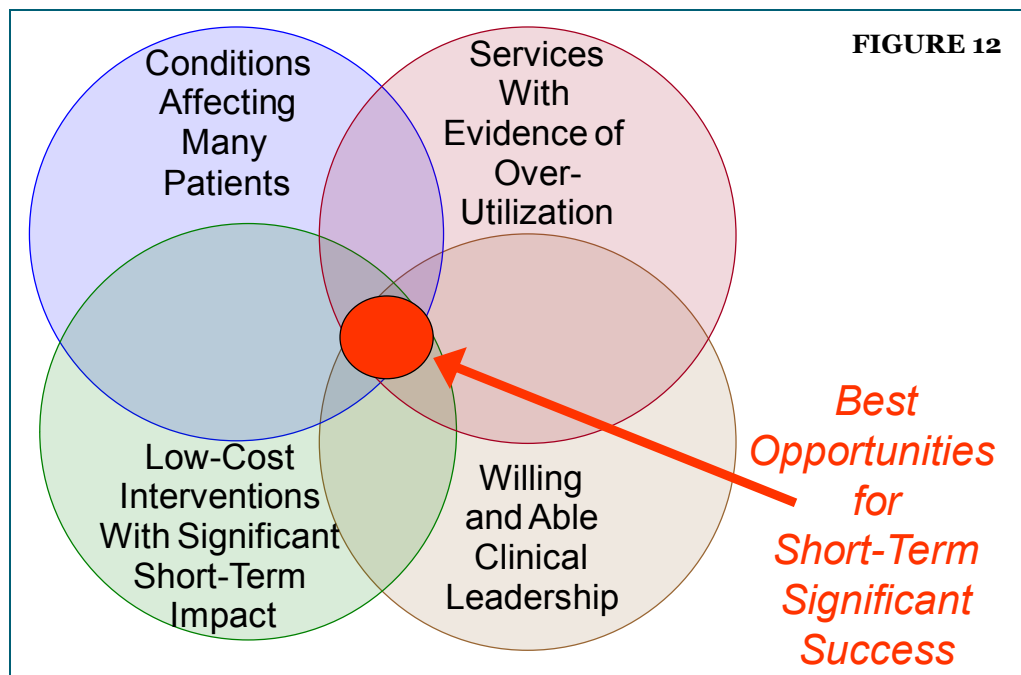 FIGURE 12
Conditions
Affecting
Many
Patients
Services
With
Evidence of
Over-
Utilization
Low-Cost
Interventions
With Significant
Short-Term
Impact
Willing
and Able
Clinical
Leadership
Best
Opportunities
for
Short-Term
Significant
Success